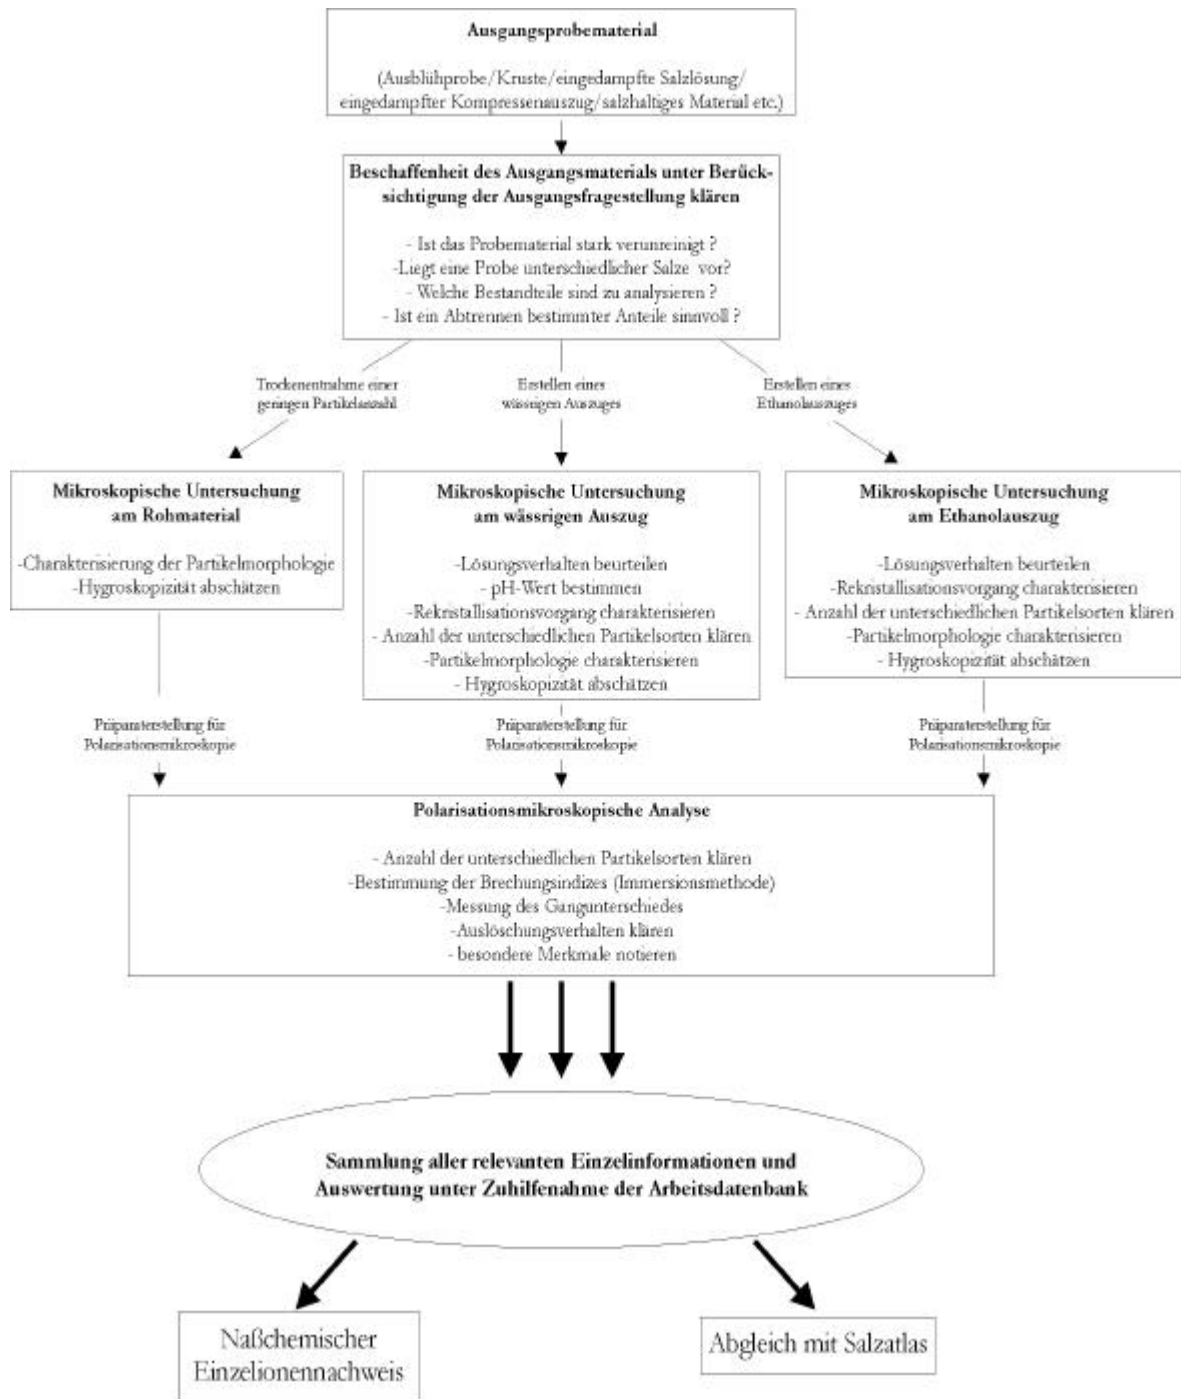 Ausgangsprobematerial
(Ausblühprobe/Kruste/eingedampfte Salzlösung/
eingedampfter Kompressenauszug/salzhaltiges Material etc.)
Beschaffenheit des Ausgangsmaterials unter Berück-
sichtigung der Ausgangsfragestellung klären
- Ist das Probematerial stark verunreinigt ?
-Liegt eine Probe unterschiedlicher Salze vor?
- Welche Bestandteile sind zu analysieren ?
- Ist ein Abtrennen bestimmter Anteile sinnvoll ?
Trockenentnahme einer
geringen Partikelanzahl
Erstellen eines
wässrigen Auszuges
Erstellen eines
Ethanolauszuges
Mikroskopische Untersuchung
am Rohmaterial
-Charakterisierung der Partikelmorphologie
-Hygroskopizität abschätzen
Mikroskopische Untersuchung
am wässrigen Auszug
-Lösungsverhalten beurteilen
- pH-Wert bestimmen
-Rekristallisationsvorgang charakterisieren
- Anzahl der unterschiedlichen Partikelsorten klären
-Partikelmorphologie charakterisieren
- Hygroskopizität abschätzen
Mikroskopische Untersuchung
am Ethanolauszug
-Lösungsverhalten beurteilen
-Rekristallisationsvorgang charakterisieren
- Anzahl der unterschiedlichen Partikelsorten klären
-Partikelmorphologie charakterisieren
- Hygroskopizität abschätzen
Präparaterstellung für
Polarisationsmikroskopie
Präparaterstellung für
Polarisationsmikroskopie
Präparaterstellung für
Polarisationsmikroskopie
Polarisationsmikroskopische Analyse
- Anzahl der unterschiedlichen Partikelsorten klären
-Bestimmung der Brechungsindizes (Immersionsmethode)
-Messung des Gangunterschiedes
-Auslöschungsverhalten klären
- besondere Merkmale notieren
Sammlung aller relevanten Einzelinformationen und
Auswertung unter Zuhilfenahme der Arbeitsdatenbank
Naßchemischer
Einzelionennachweis
Abgleich mit Salzatlas